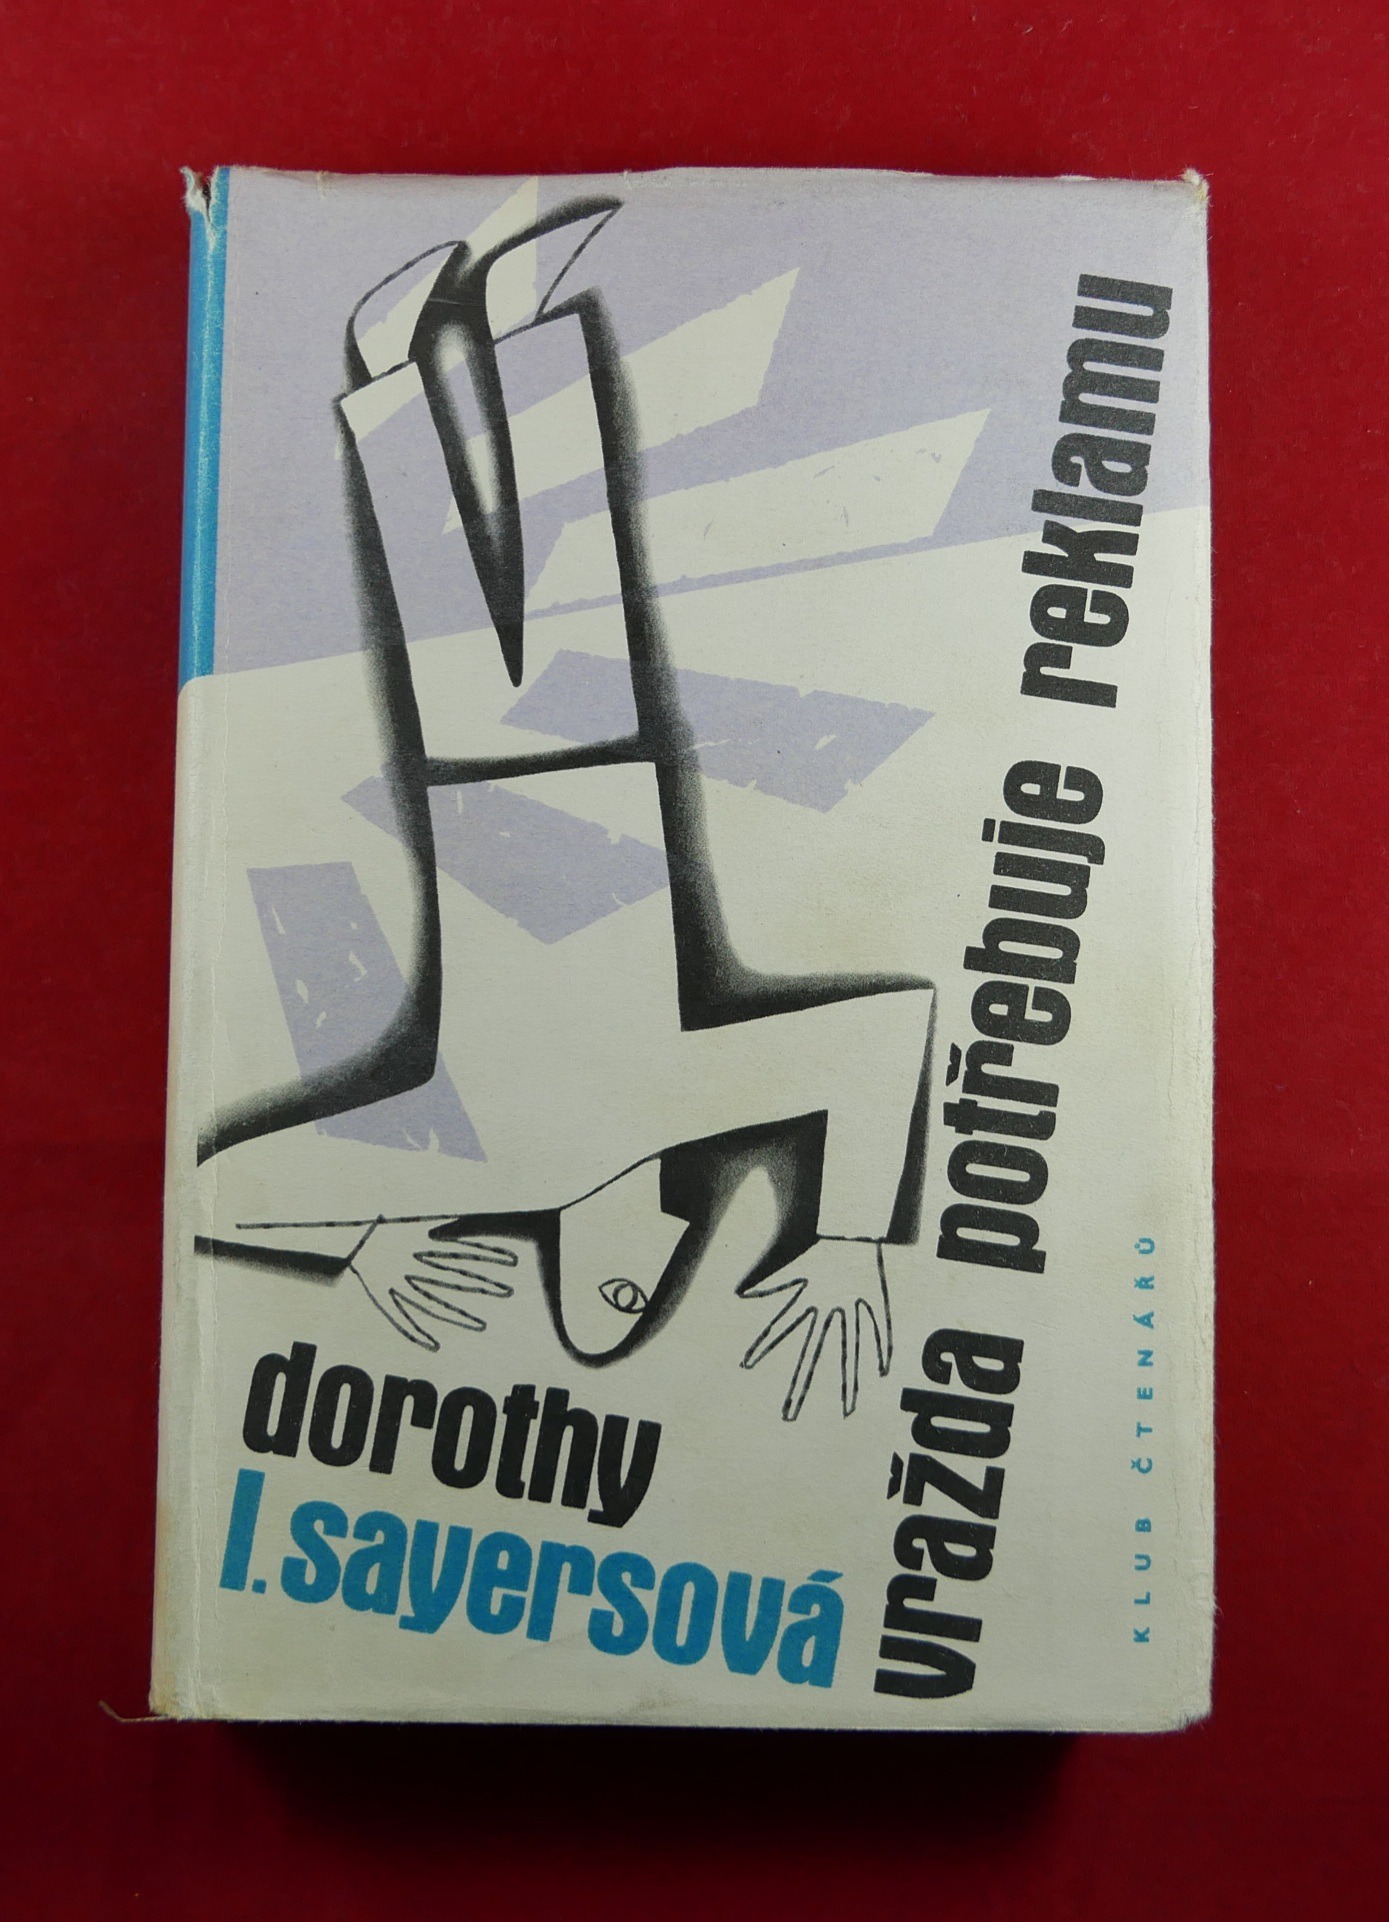 dorothy
l. sayersová
vražda potřebuje reklamu
KLUB ČTENÁŘŮ